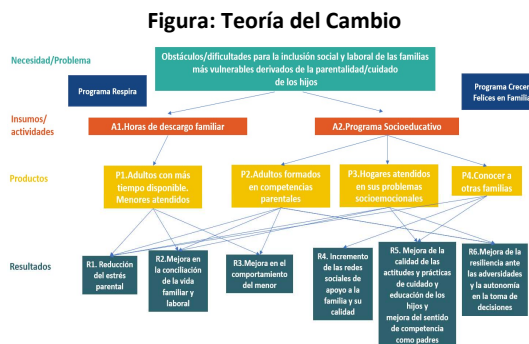 Figura: Teoría del Cambio
Necesidad/Problema
Obstáculos/dificultades para la inclusión social y laboral de las familias
más vulnerables derivados de la parentalidad/cuidado
de los hijos
Programa Respira
Programa Crecer
Felices en Familia
Insumos/
actividades
A1.Horas de descargo familiar
A2.Programa Socioeducativo
Productos
P1.Adultos con más
tiempo disponible.
Menores atendidos
P2.Adultos formados
en competencias
parentales
P3.Hogares atendidos
en sus problemas
socioemocionales
P4.Conocer a
otras familias
Resultados
R1. Reducción
del estrés
parental
R2.Mejora en
la conciliación
de la vida
familiar y
laboral
R3.Mejora en el
comportamiento
del menor
R4. Incremento
de las redes
sociales de
apoyo a la
familia y su
calidad
R5. Mejora de la
calidad de las
actitudes y prácticas
de cuidado y
educación de los
hijos y
mejora del sentido
de competencia
como padres
R6.Mejora de la
resiliencia ante
las adversidades
y la autonomía
en la toma de
decisiones